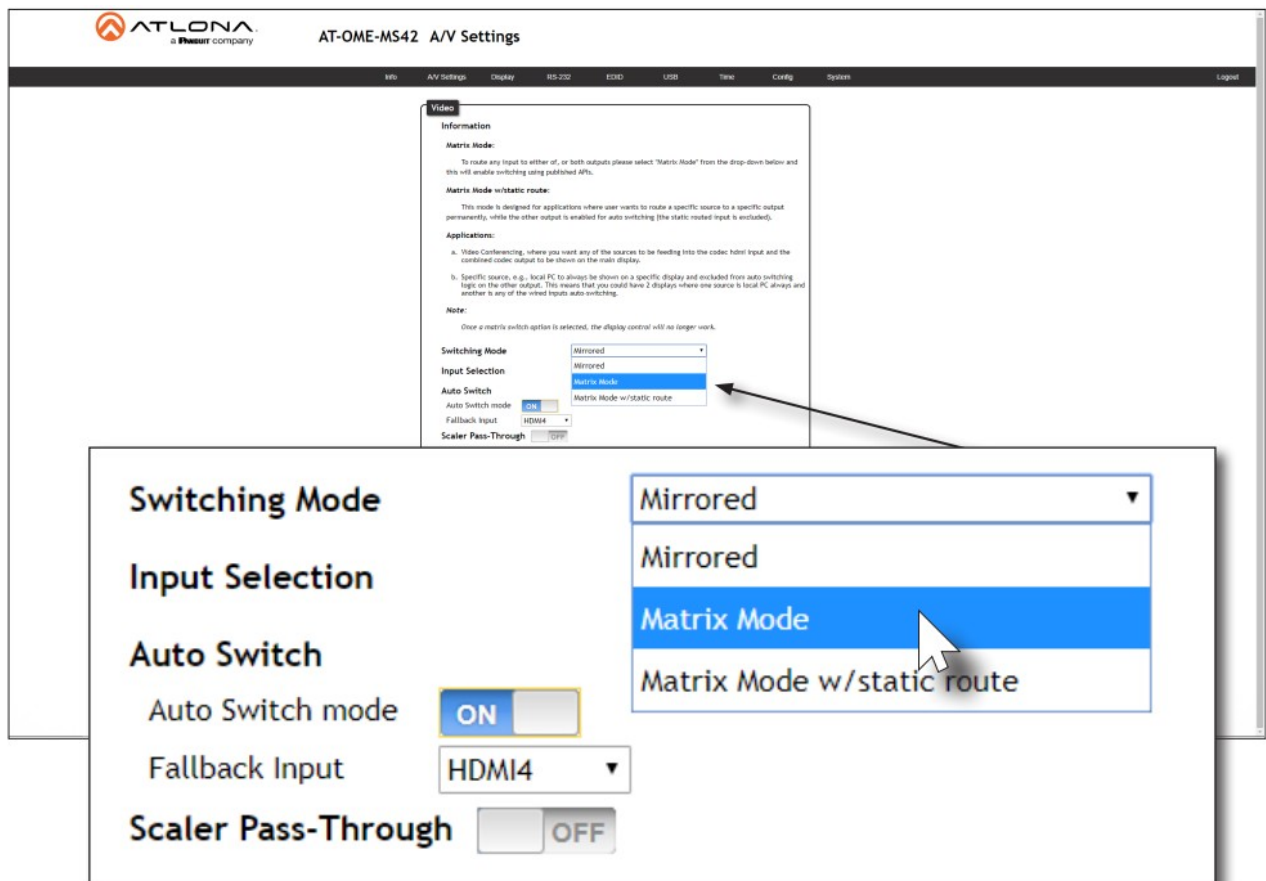 ATLONA.
a PANDUIT company
AT-OME-MS42 A/V Settings
Info A/V Settings Display RS-232 EDID USB Time Config System Logout
Video
Information
Matrix Mode:
To route any input to either of, or both outputs please select "Matrix Mode" from the drop-down below and
this will enable switching using published APIs.
Matrix Mode w/static route:
This mode is designed for applications where user wants to route a specific source to a specific output
permanently, while the other output is enabled for auto switching (the static routed input is excluded).
Applications:
a. Video Conferencing, where you want any of the sources to be feeding into the codec hdmi input and the
combined codec output to be shown on the main display.
b. Specific source, e.g., local PC to always be shown on a specific display and excluded from auto switching
logic on the other output. This means that you could have 2 displays where one source is local PC always and
another is any of the wired inputs auto-switching.
Note:
Once a matrix switch option is selected, the display control will no longer work.
Switching Mode Mirrored
Mirrored
Input Selection
Matrix Mode
Auto Switch
Matrix Mode w/static route
Auto Switch mode ON
Fallback Input HDMI4
Scaler Pass-Through OFF
Switching Mode Mirrored
Mirrored
Input Selection
Matrix Mode
Auto Switch
Matrix Mode w/static route
Auto Switch mode ON
Fallback Input HDMI4
Scaler Pass-Through OFF